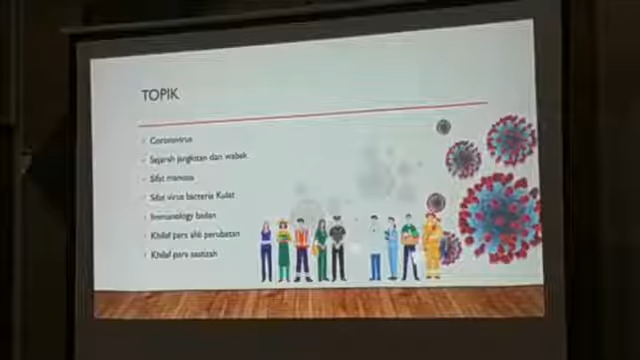 TOPIK
Coronavirus
Sejarah jangkitan dan wabak
Sifat manusia
Sifat virus bacteria Kulat
Immunology badan
Khilaf para ahli perubatan
Khilaf para asatizah